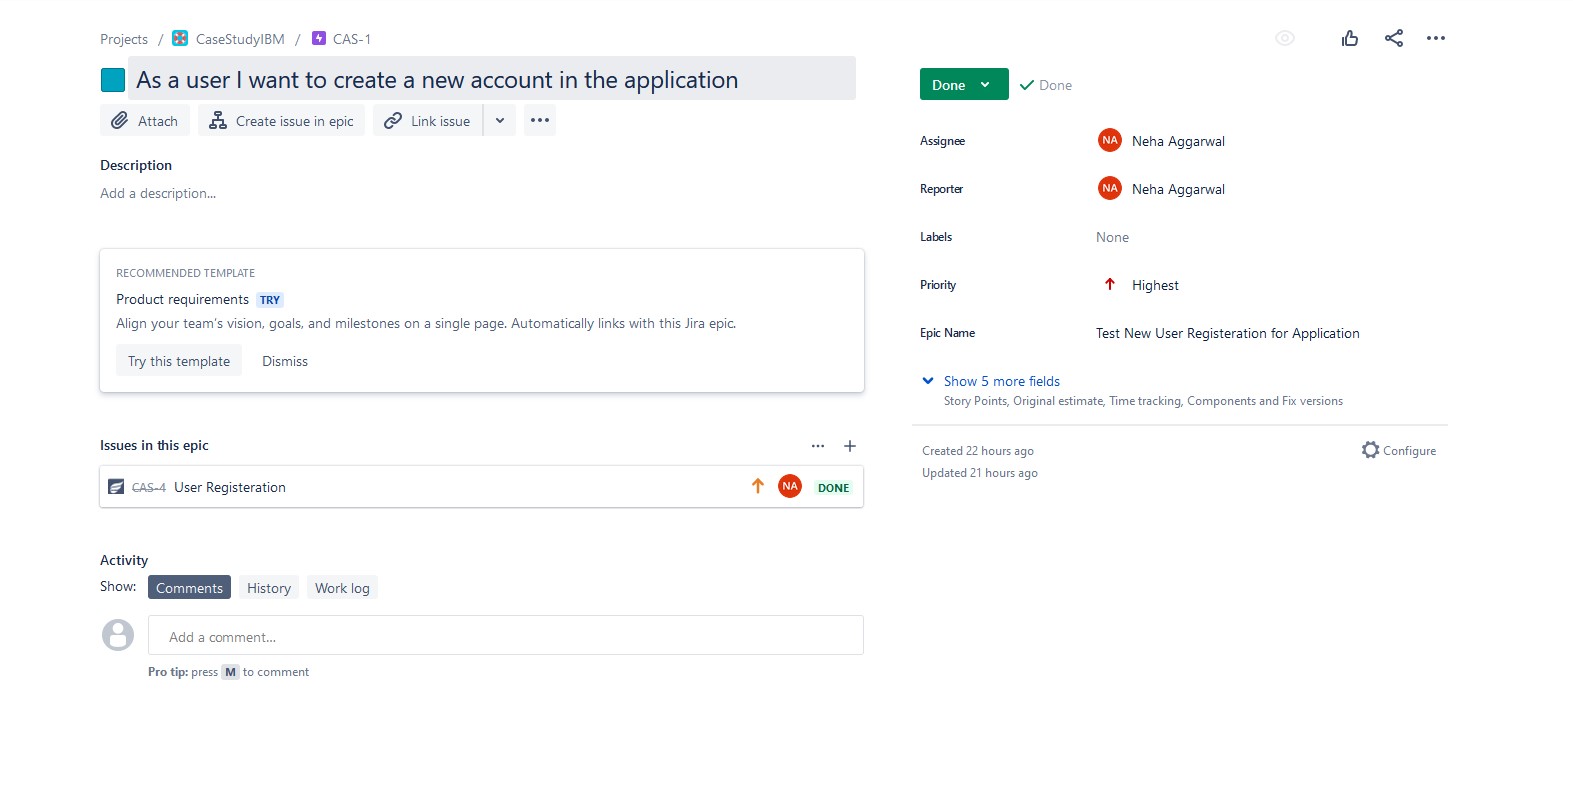 Projects / CaseStudyIBM / CAS-1
As a user I want to create a new account in the application
Attach Create issue in epic Link issue
Description
Add a description...
RECOMMENDED TEMPLATE
Product requirements TRY
Align your team's vision, goals, and milestones on a single page. Automatically links with this Jira epic.
Try this template Dismiss
Issues in this epic
CAS-4 User Registeration NA DONE
Activity
Show: Comments History Work log
Add a comment...
Pro tip: press M to comment
Done Done
Assignee NA Neha Aggarwal
Reporter NA Neha Aggarwal
Labels None
Priority Highest
Epic Name Test New User Registeration for Application
Show 5 more fields
Story Points, Original estimate, Time tracking, Components and Fix versions
Created 22 hours ago Configure
Updated 21 hours ago